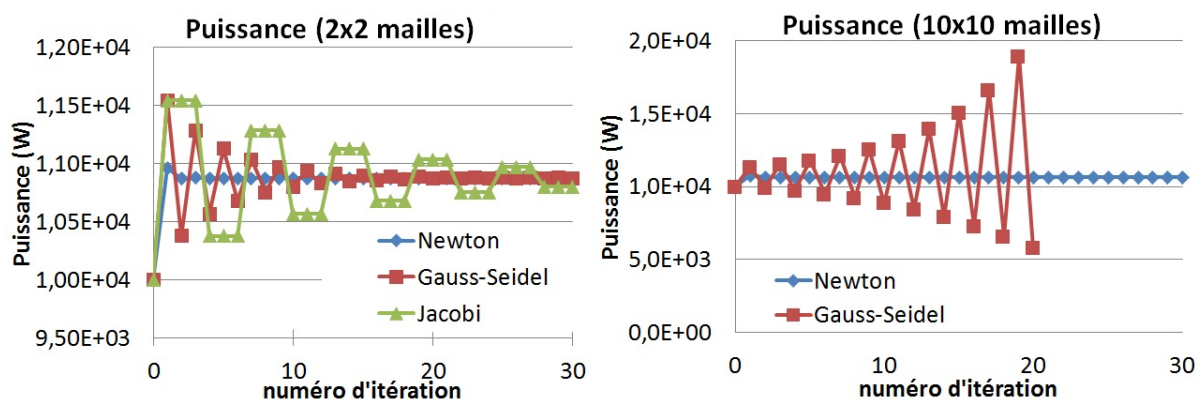 Puissance (2x2 mailles)
1,20E+04
1,15E+04
1,10E+04
1,05E+04
1,00E+04
9,50E+03
Puissance (W)
Newton
Gauss-Seidel
Jacobi
0
10
20
30
numéro d'itération
Puissance (10x10 mailles)
2,0E+04
1,5E+04
1,0E+04
5,0E+03
0,0E+00
Puissance (W)
Newton
Gauss-Seidel
0
10
20
30
numéro d'itération